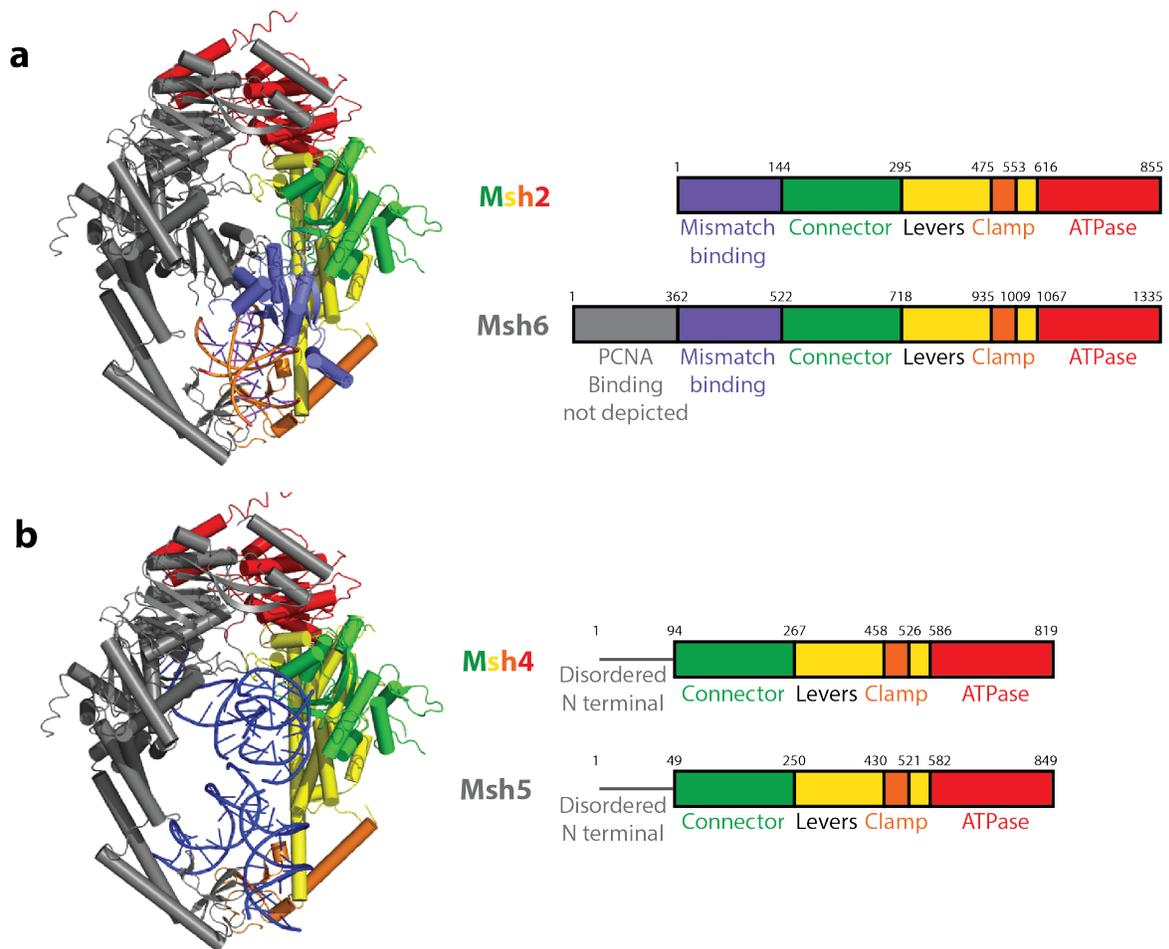 a
Msh2
1 144 295 475 553 616 855
Mismatch binding
Connector
Levers
Clamp
ATPase
Msh6
1 362 522 718 935 1009 1067 1335
PCNA
Binding
not depicted
Mismatch
binding
Connector
Levers
Clamp
ATPase
b
Msh4
1 94 267 458 526 586 819
Disordered
N terminal
Connector
Levers
Clamp
ATPase
Msh5
1 49 250 430 521 582 849
Disordered
N terminal
Connector
Levers
Clamp
ATPase